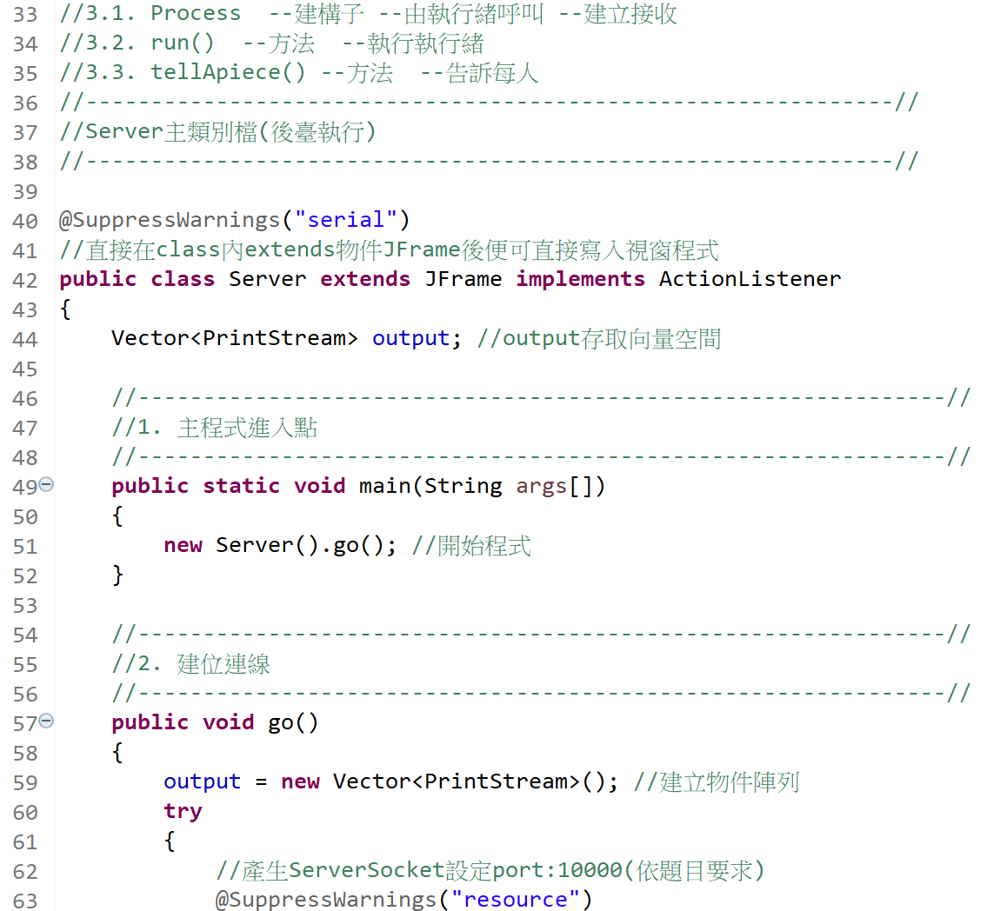 33 //3.1. Process  --建構子 --由執行緒呼叫 --建立接收
34 //3.2. run()  --方法  --執行執行緒
35 //3.3. tellApiece() --方法  --告訴每人
36 //--------------------------------------------------------------//
37 //Server主類別檔(後臺執行)
38 //--------------------------------------------------------------//
39
40 @SuppressWarnings("serial")
41 //直接在class內extends物件JFrame後便可直接寫入視窗程式
42 public class Server extends JFrame implements ActionListener
43 {
44     Vector<PrintStream> output; //output存取向量空間
45
46     //--------------------------------------------------------------//
47     //1. 主程式進入點
48     //--------------------------------------------------------------//
49     public static void main(String args[])
50     {
51         new Server().go(); //開始程式
52     }
53
54     //--------------------------------------------------------------//
55     //2. 建位連線
56     //--------------------------------------------------------------//
57     public void go()
58     {
59         output = new Vector<PrintStream>(); //建立物件陣列
60         try
61         {
62             //產生ServerSocket設定port:10000(依題目要求)
63             @SuppressWarnings("resource")